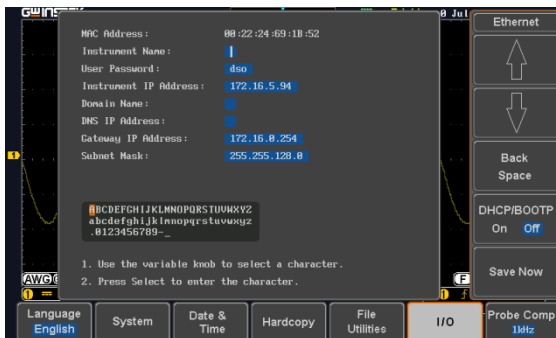 0 Jul
Ethernet
MAC Address: 00:22:24:69:1B:52
Instrument Name:
User Password: dso
Instrument IP Address: 172.16.5.94
Domain Name:
DNS IP Address:
Gateway IP Address: 172.16.0.254
Subnet Mask: 255.255.128.0
1
Back
Space
DHCP/BOOTP
On Off
ABCDEFGHIJKLMNOPQRSTUVWXYZ
abcdefghijklmnopqrstuvwxyz
.0123456789-_
1. Use the variable knob to select a character.
2. Press Select to enter the character.
Save Now
AWG
F
1
Language
English
System
Date &
Time
Hardcopy
File
Utilities
I/O
Probe Comp
1kHz